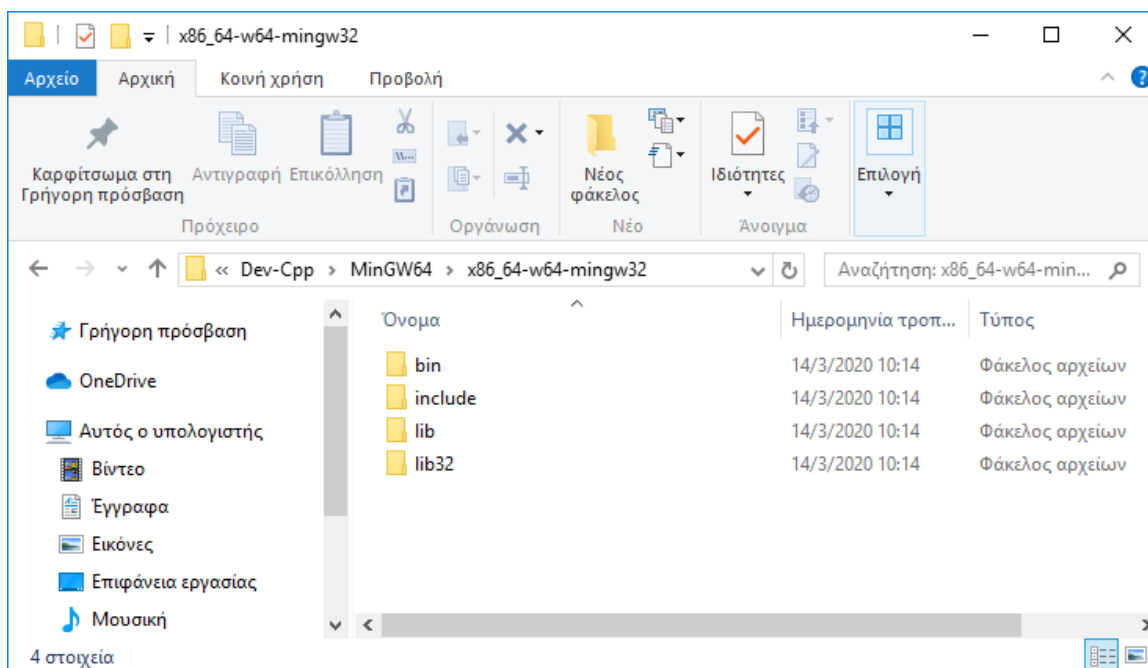 x86_64-w64-mingw32
Αρχείο Αρχική Κοινή χρήση Προβολή
Καρφίτσωμα στη Γρήγορη πρόσβαση
Αντιγραφή
Επικόλληση
Νέος φάκελος
Ιδιότητες
Επιλογή
Πρόχειρο Οργάνωση Νέο Άνοιγμα
« Dev-Cpp > MinGW64 > x86_64-w64-mingw32
Αναζήτηση: x86_64-w64-min...
Γρήγορη πρόσβαση
OneDrive
Αυτός ο υπολογιστής
Βίντεο
Έγγραφα
Εικόνες
Επιφάνεια εργασίας
Μουσική
Όνομα Ημερομηνία τροπ... Τύπος
bin 14/3/2020 10:14 Φάκελος αρχείων
include 14/3/2020 10:14 Φάκελος αρχείων
lib 14/3/2020 10:14 Φάκελος αρχείων
lib32 14/3/2020 10:14 Φάκελος αρχείων
4 στοιχεία